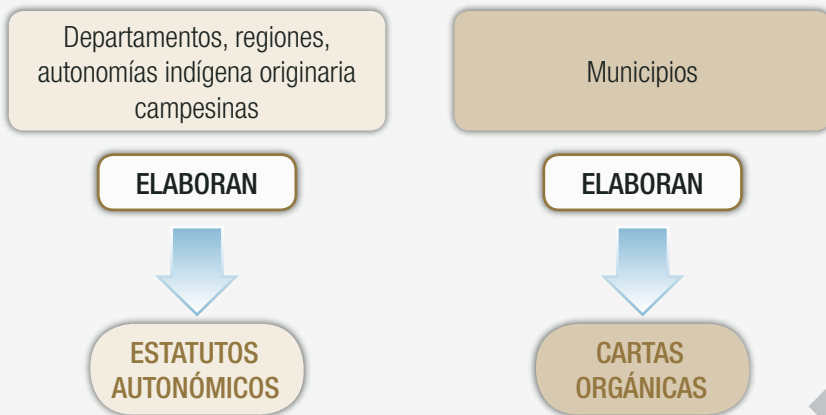 Departamentos, regiones,
autonomías indígena originaria
campesinas
ELABORAN
ESTATUTOS
AUTONÓMICOS
Municipios
ELABORAN
CARTAS
ORGÁNICAS